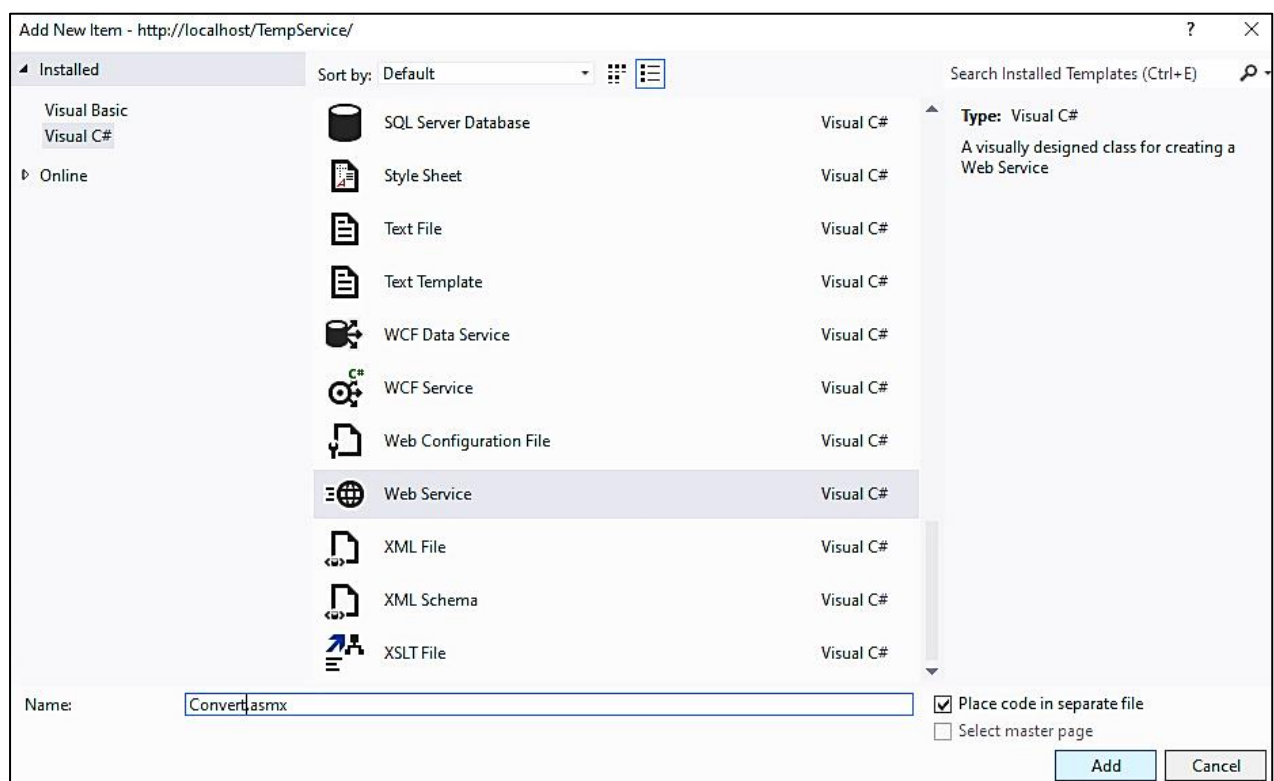 Add New Item - http://localhost/TempService/
?
Installed
Sort by: Default
Search Installed Templates (Ctrl+E)
Visual Basic
Visual C#
Online
SQL Server Database Visual C#
Style Sheet Visual C#
Text File Visual C#
Text Template Visual C#
WCF Data Service Visual C#
C#
WCF Service Visual C#
Web Configuration File Visual C#
Web Service Visual C#
XML File Visual C#
XML Schema Visual C#
XSLT File Visual C#
Type: Visual C#
A visually designed class for creating a
Web Service
Name: Convert.asmx
Place code in separate file
Select master page
Add Cancel